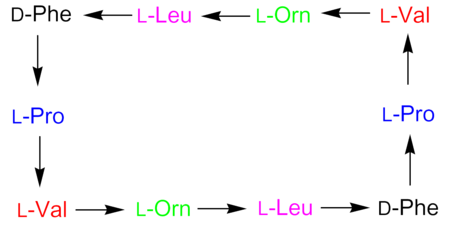 D-Phe L-Leu L-Orn L-Val
L-Pro L-Pro
L-Val L-Orn L-Leu D-Phe